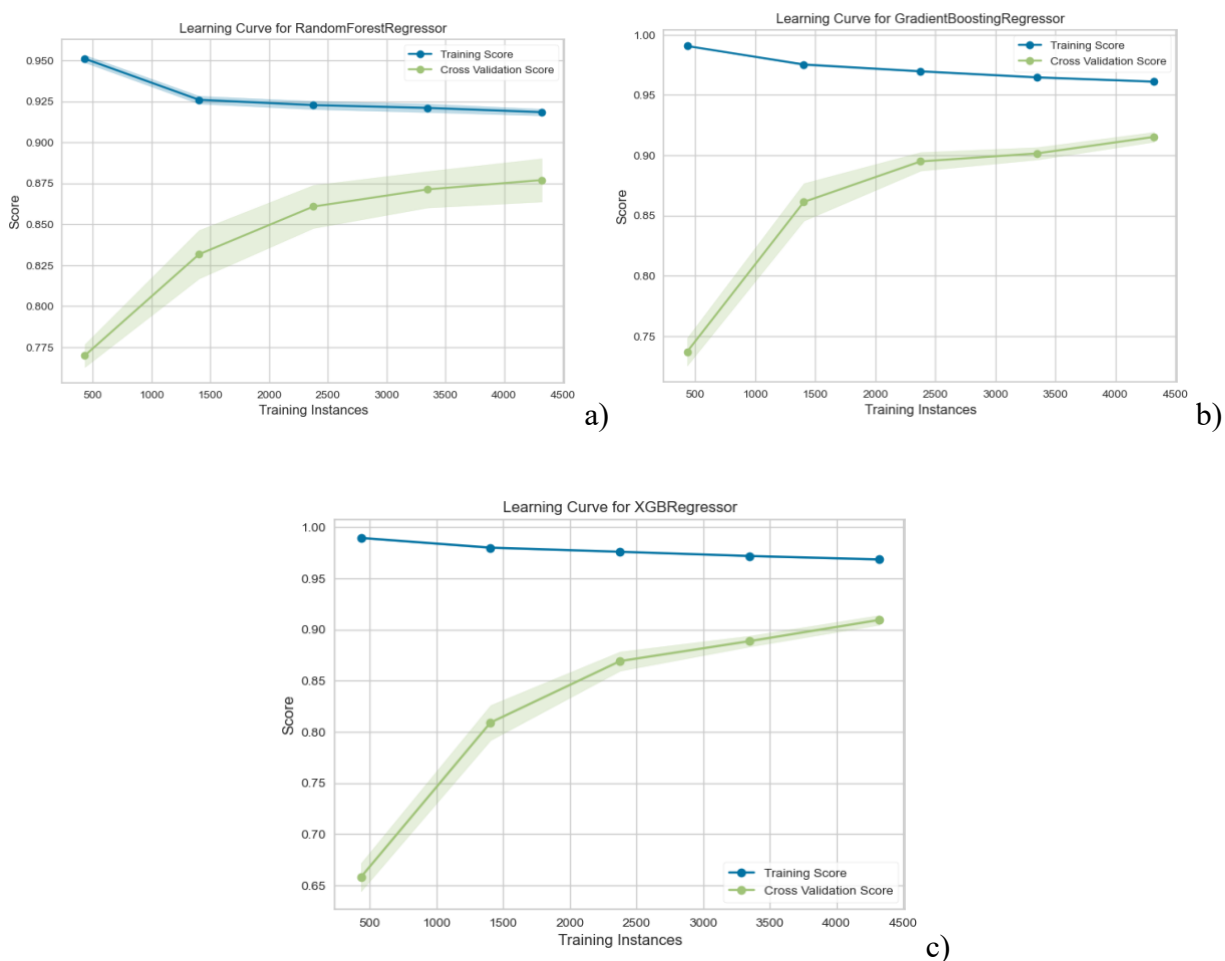 Learning Curve for RandomForestRegressor
Training Score
Cross Validation Score
0.950
0.925
0.900
0.875
0.850
0.825
0.800
0.775
Score
500 1000 1500 2000 2500 3000 3500 4000 4500
Training Instances
a)
Learning Curve for GradientBoostingRegressor
Training Score
Cross Validation Score
1.00
0.95
0.90
0.85
0.80
0.75
Score
500 1000 1500 2000 2500 3000 3500 4000 4500
Training Instances
b)
Learning Curve for XGBRegressor
1.00
0.95
0.90
0.85
0.80
0.75
0.70
0.65
Score
Training Score
Cross Validation Score
500 1000 1500 2000 2500 3000 3500 4000 4500
Training Instances
c)